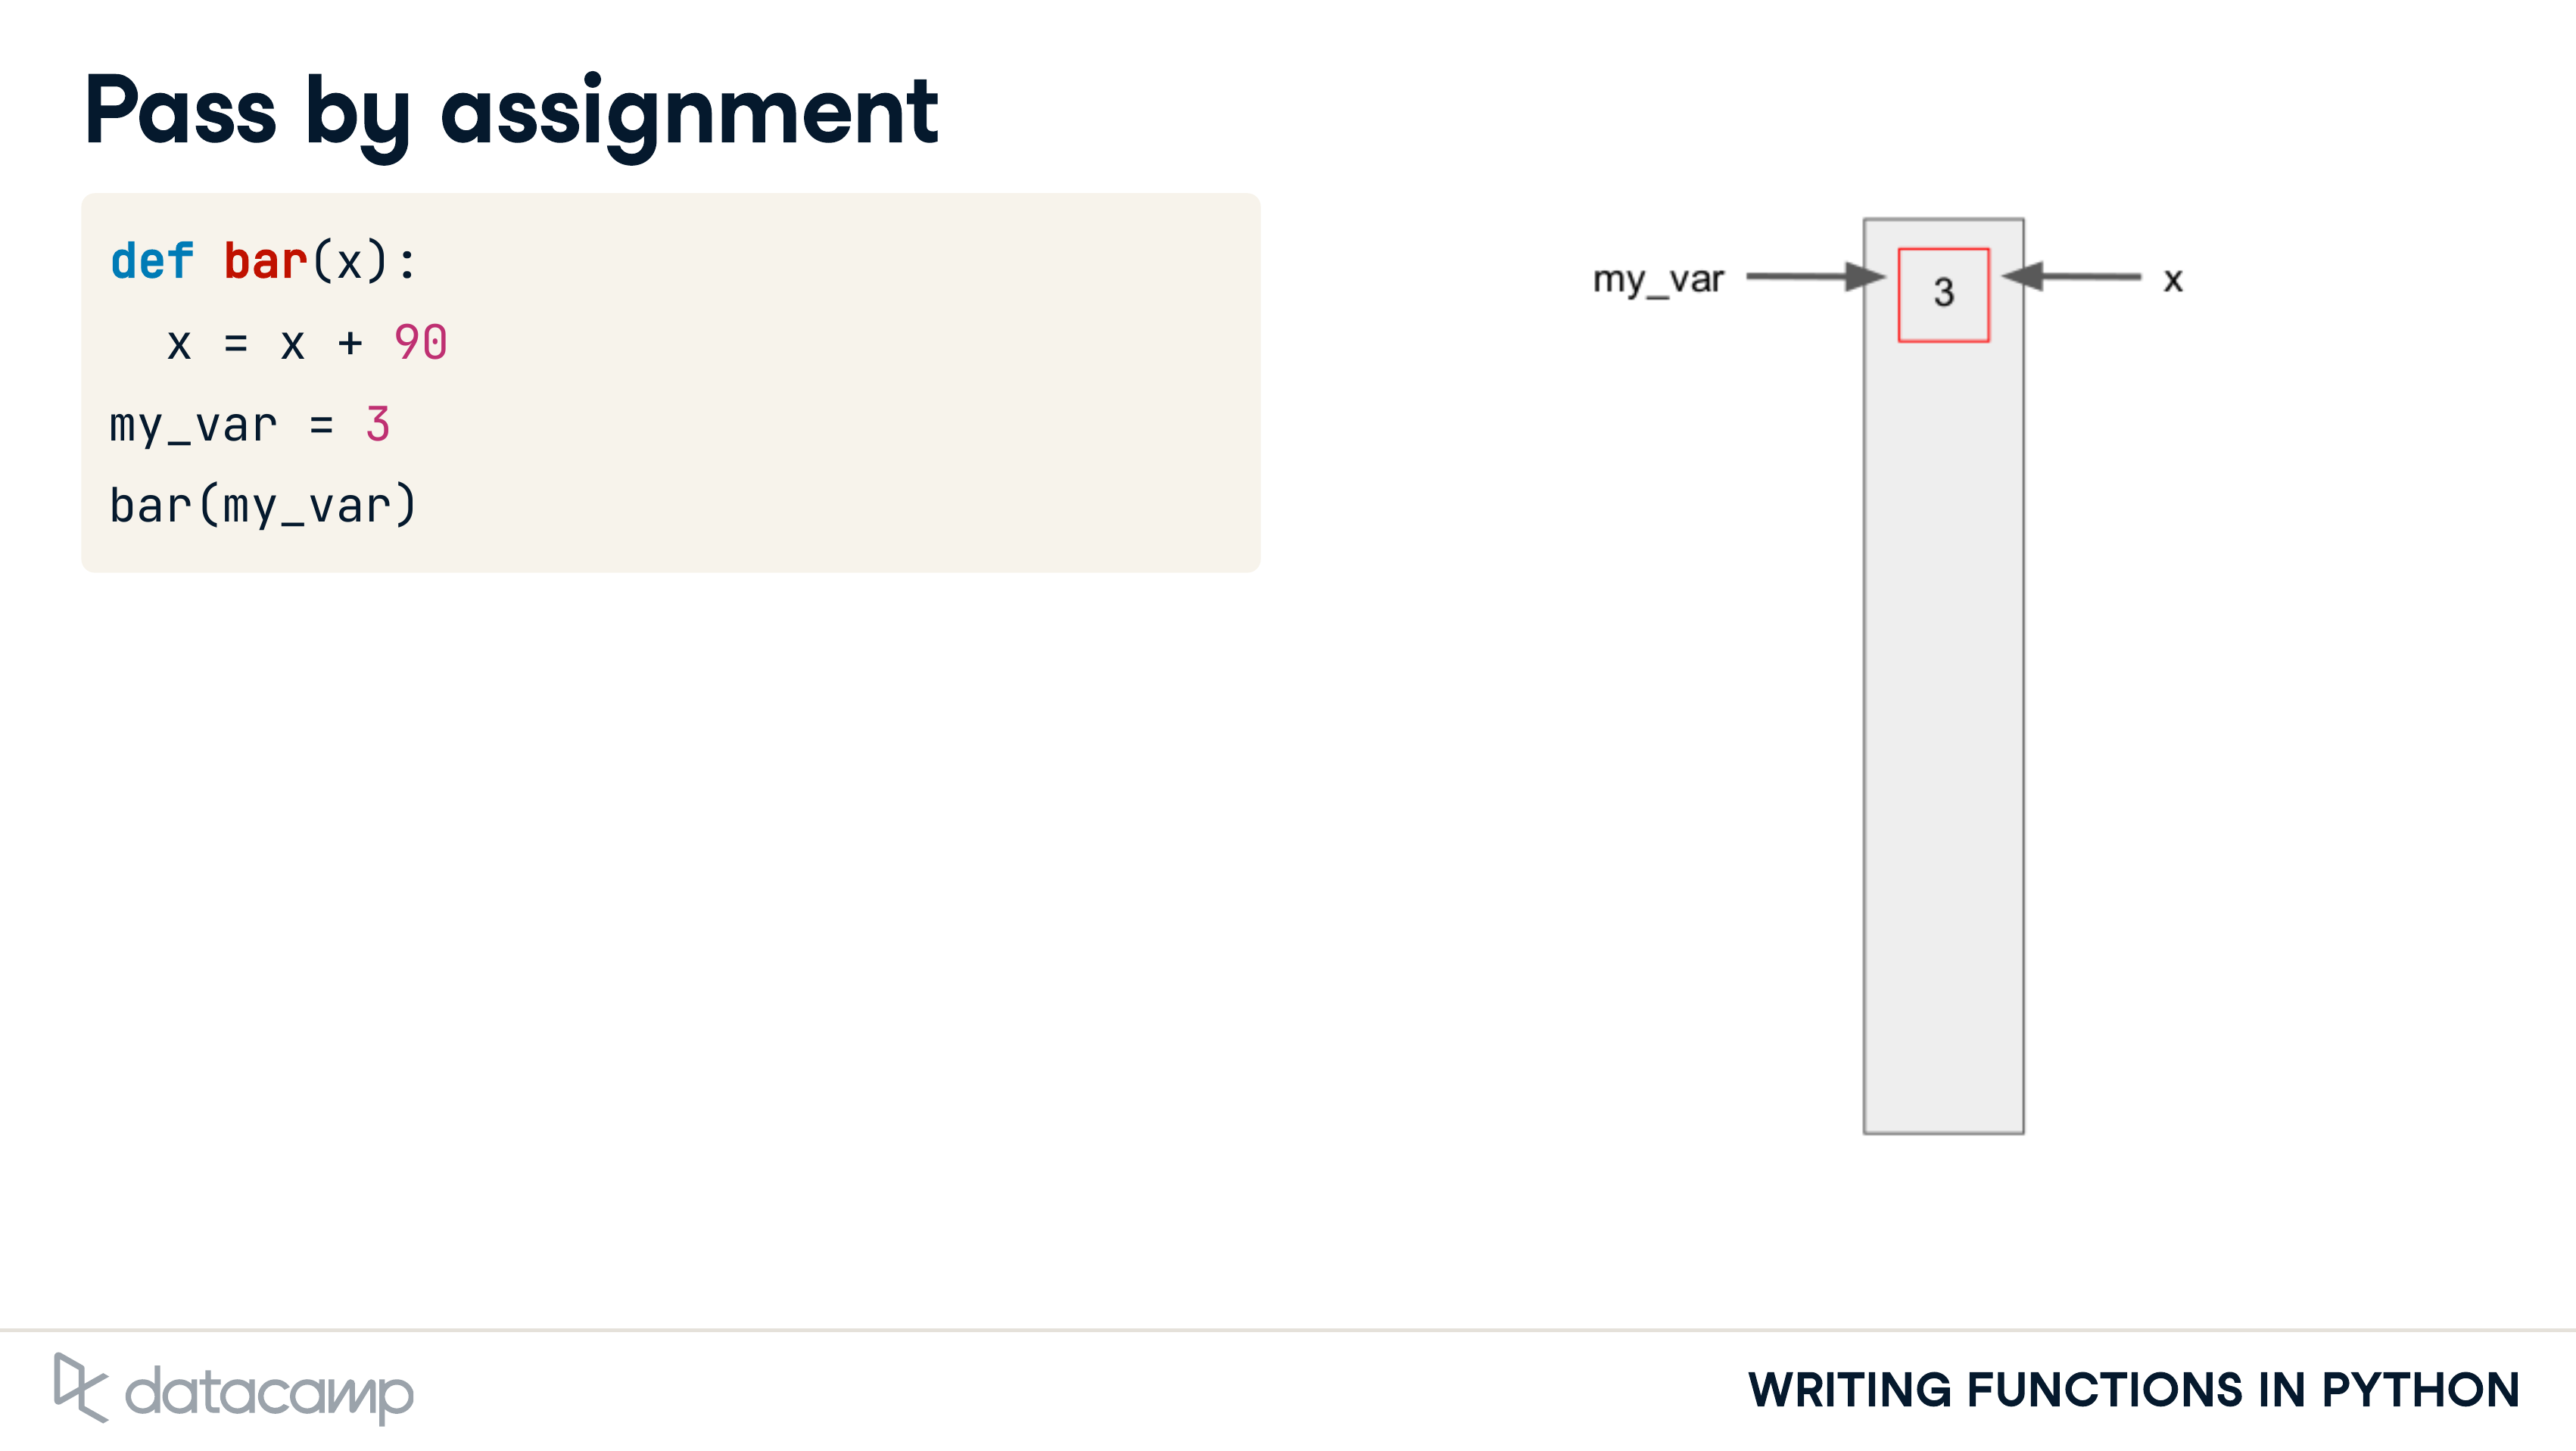 Pass by assignment
def bar(x):
  x = x + 90
my_var = 3
bar(my_var)
my_var 3 x
datacamp
WRITING FUNCTIONS IN PYTHON